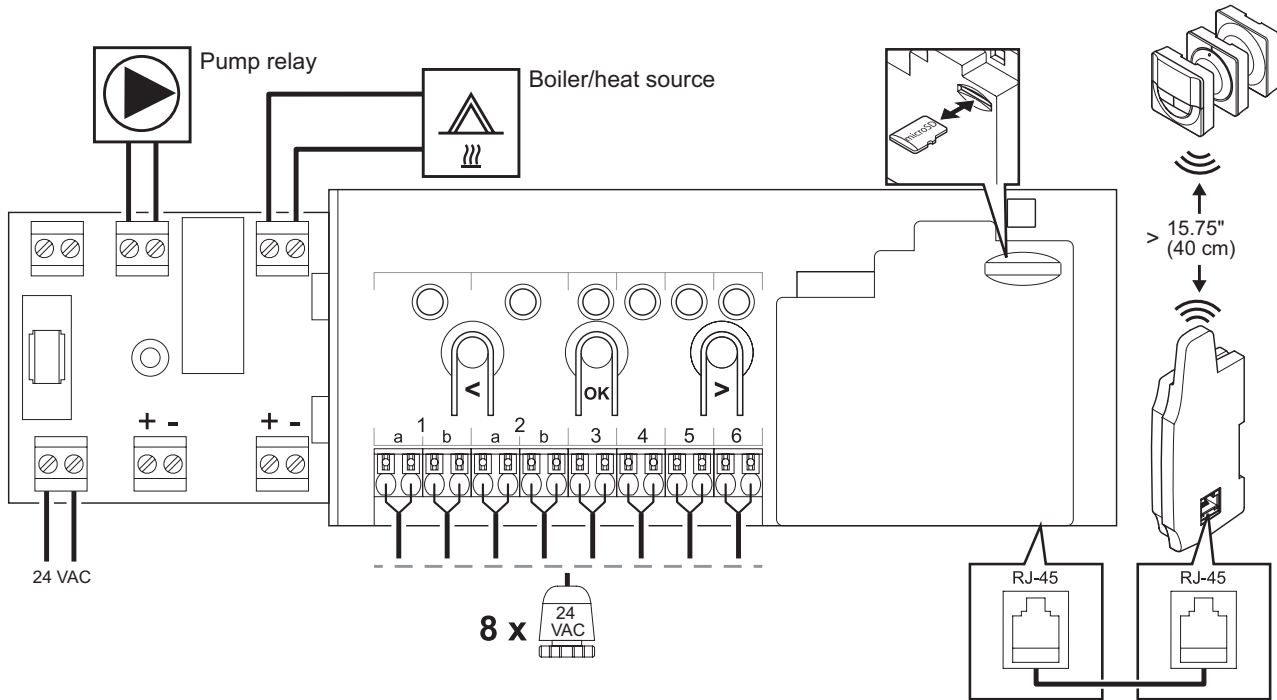 Pump relay
Boiler/heat source
microSD
> 15.75"
(40 cm)
< OK >
+ - + -
1 2
a b a b 3 4 5 6
24 VAC
8 x 24
VAC
RJ-45 RJ-45